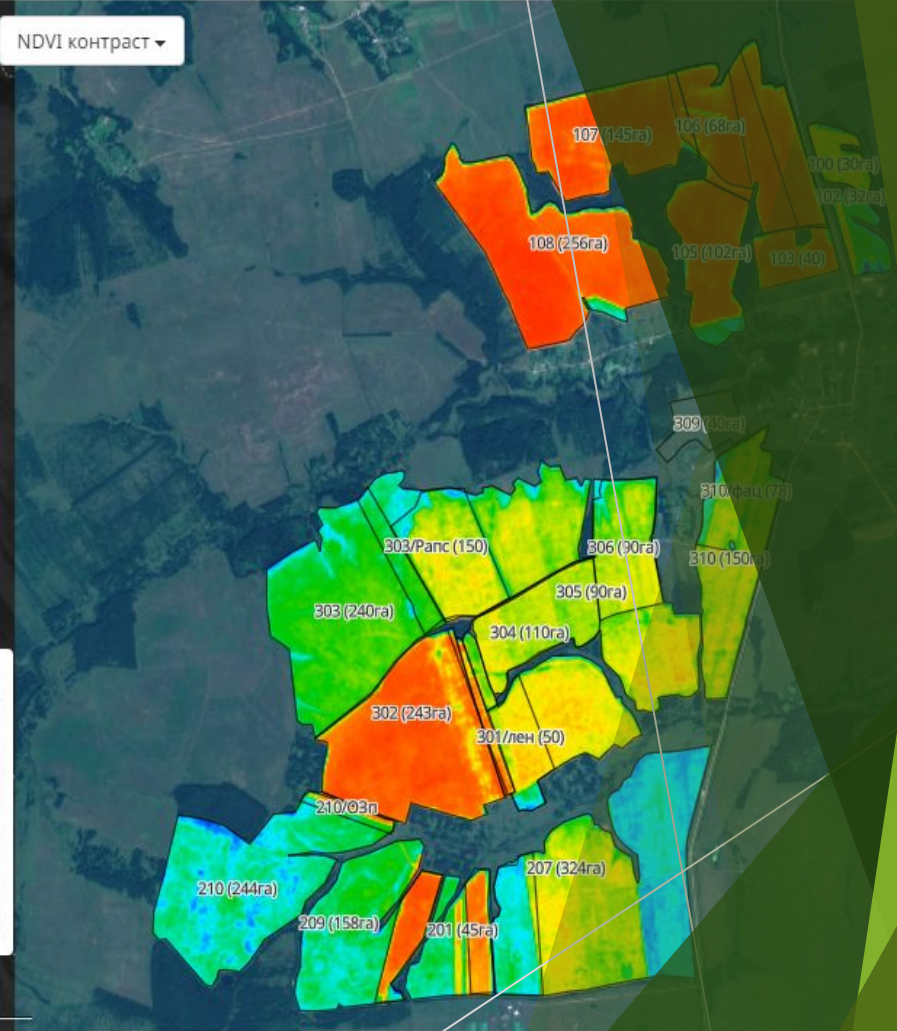 NDVI контраст
107 (145га)
106 (68га)
100 (30га)
102 (32га)
108 (256га)
105 (102га)
103 (40)
309 (40га)
310/фац (78)
303/Рапс (150)
306 (90га)
310 (150га)
305 (90га)
303 (240га)
304 (110га)
302 (243га)
301/лен (50)
210/ОЗп
207 (324га)
210 (244га)
209 (158га)
201 (45га)